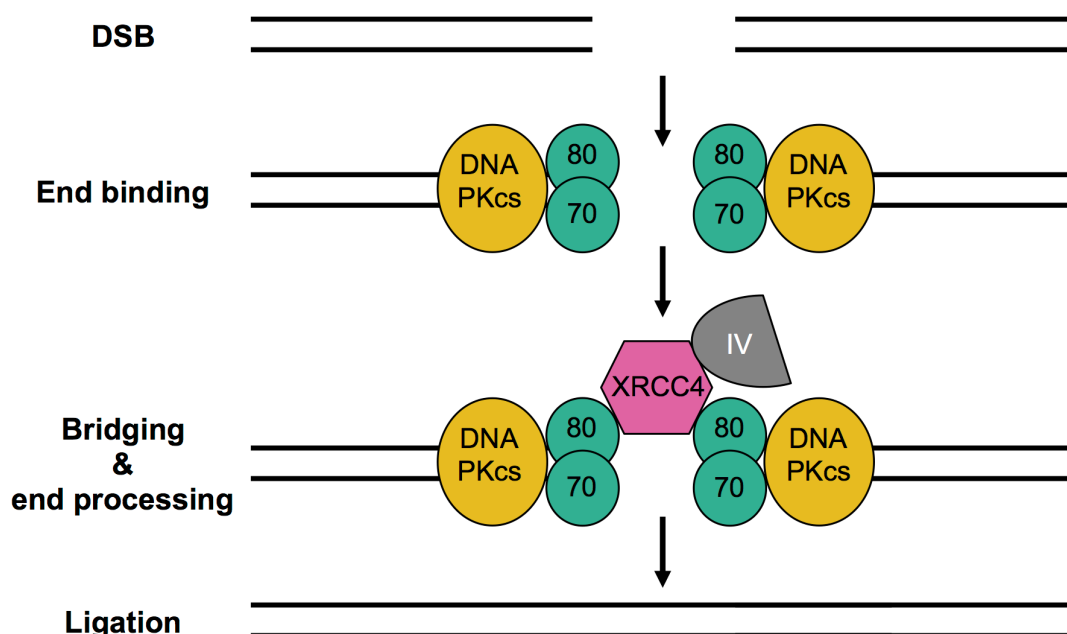 DSB
End binding
DNA
PKcs
80
70
80
70
DNA
PKcs
Bridging
&
end processing
DNA
PKcs
80
70
XRCC4
IV
80
70
DNA
PKcs
Ligation